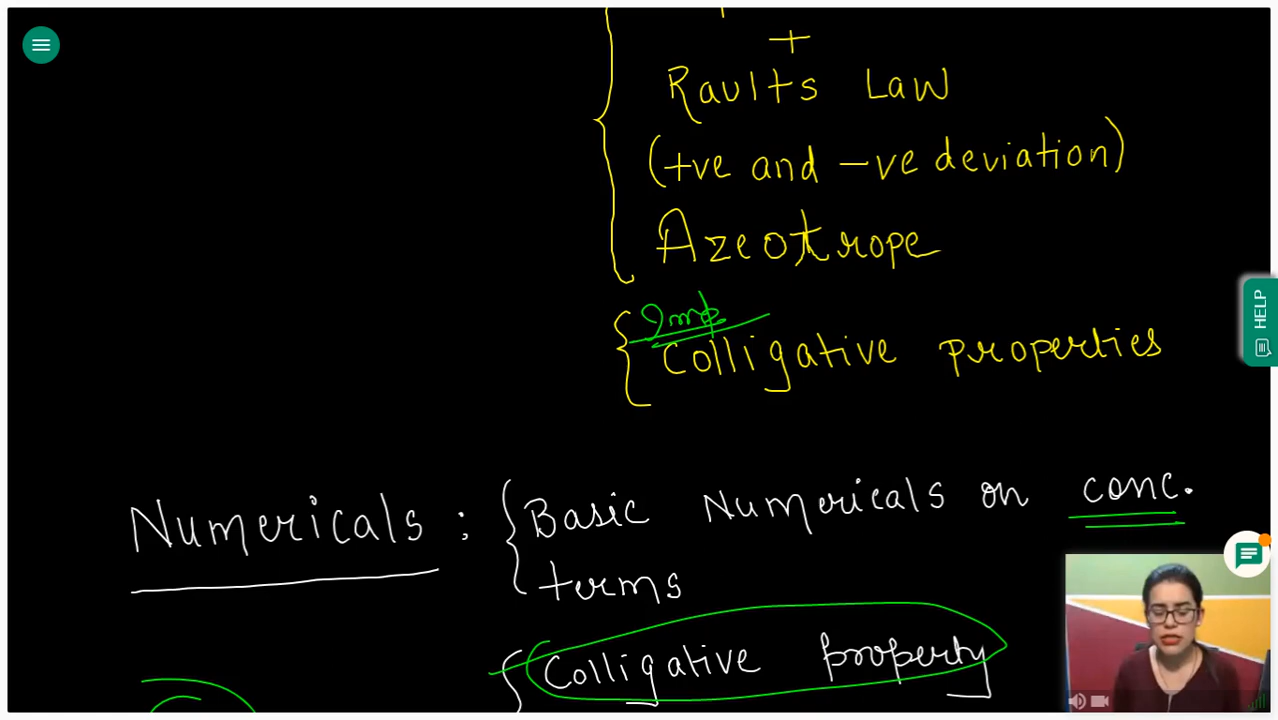 +
Raults Law
(+ve and -ve deviation)
Azeotrope
Imp
Colligative properties
Numericals : Basic Numericals on conc.
terms
Colligative property
HELP